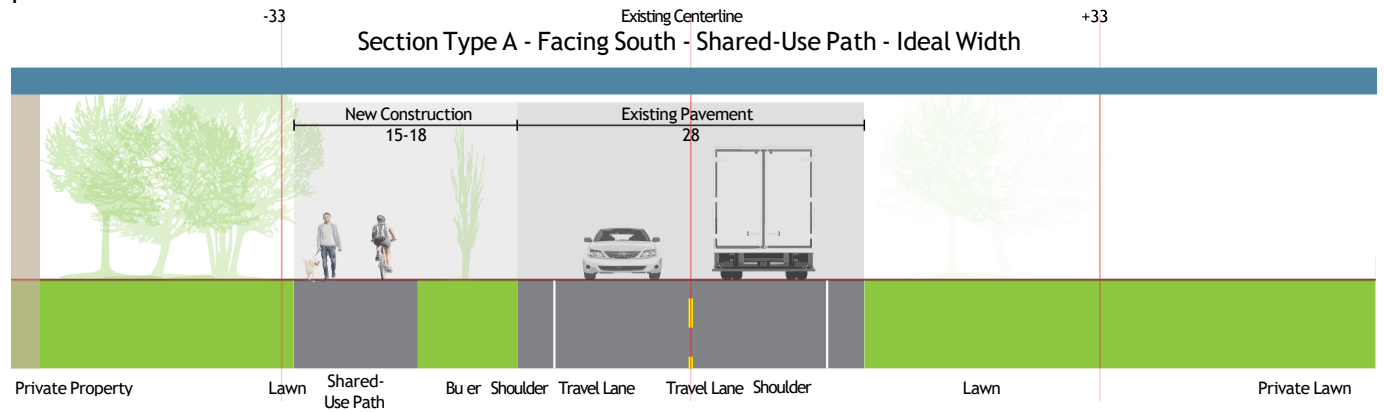 -33 Existing Centerline +33
Section Type A - Facing South - Shared-Use Path - Ideal Width
New Construction Existing Pavement
15-18 28
Private Property Lawn Shared- Bu er Shoulder Travel Lane Travel Lane Shoulder Lawn Private Lawn
Use Path